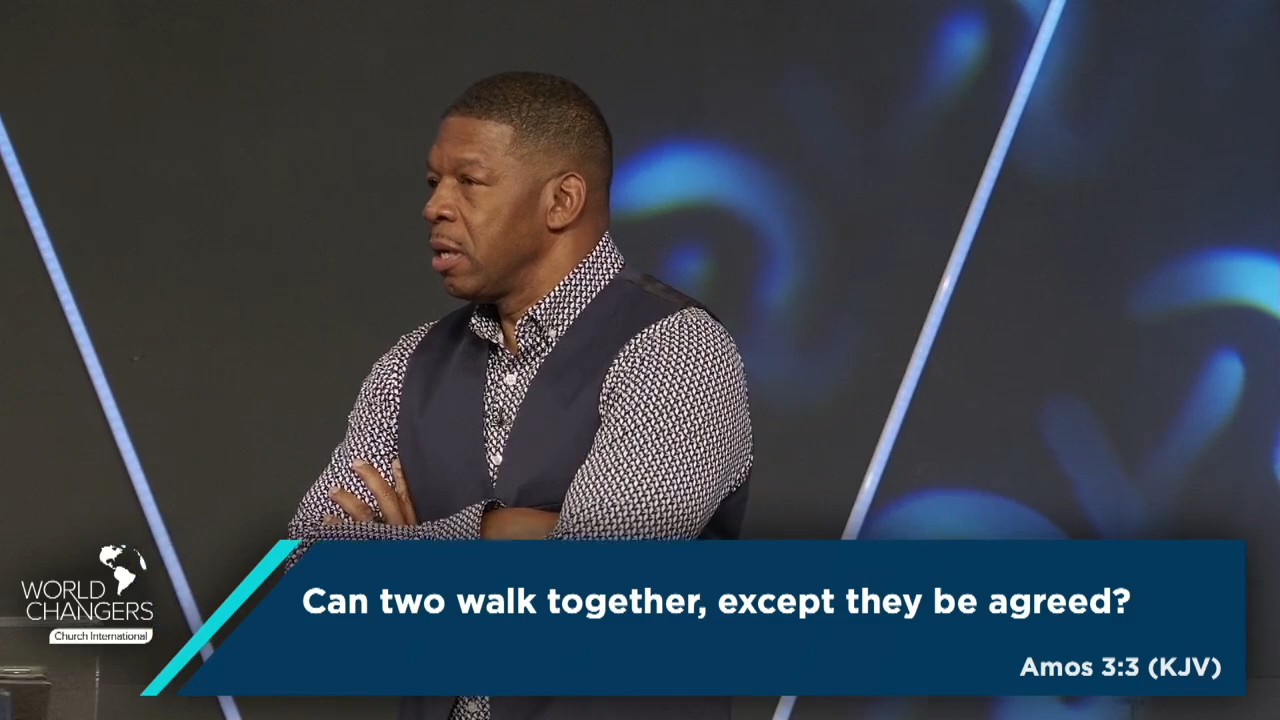 Can two walk together, except they be agreed?
Amos 3:3 (KJV)
WORLD
CHANGERS
Church International